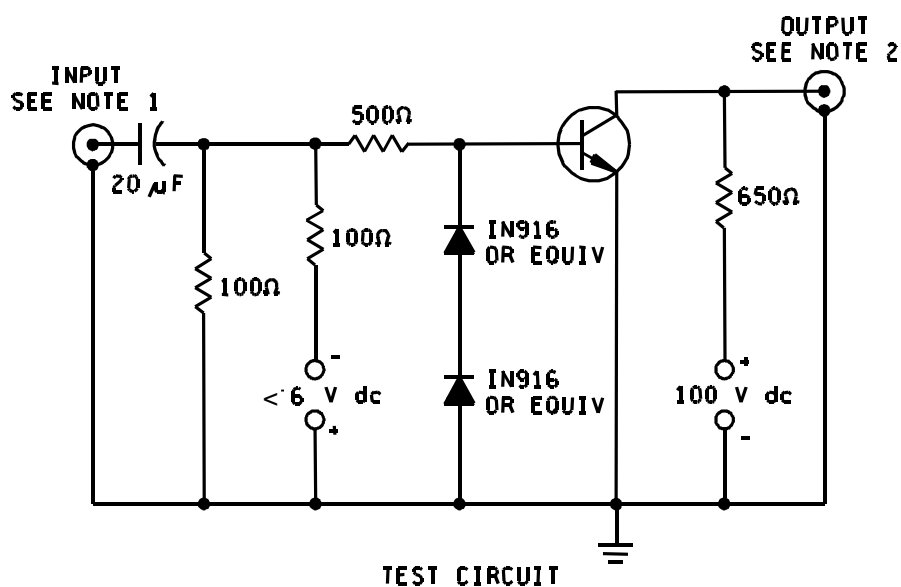 OUTPUT
SEE NOTE 2
INPUT
SEE NOTE 1
20 µF
500Ω
100Ω
100Ω
IN916
OR EQUIV
650Ω
-
< 6 V dc
+
IN916
OR EQUIV
+
100 V dc
-
TEST CIRCUIT